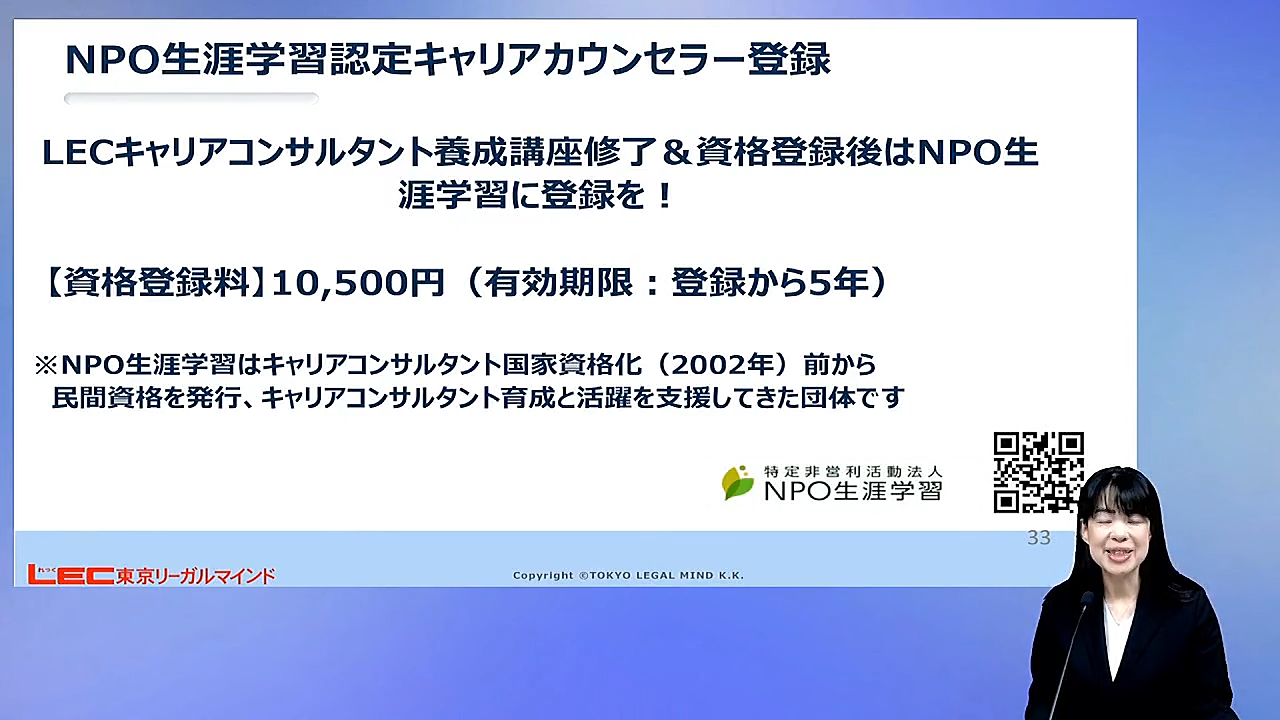 NPO生涯学習認定キャリアカウンセラー登録
LECキャリアコンサルタント養成講座修了＆資格登録後はNPO生
涯学習に登録を！
【資格登録料】10,500円（有効期限：登録から5年）
※NPO生涯学習はキャリアコンサルタント国家資格化（2002年）前から
民間資格を発行、キャリアコンサルタント育成と活躍を支援してきた団体です
特定非営利活動法人
NPO生涯学習
33
れっく
LEC東京リーガルマインド
Copyright ©TOKYO LEGAL MIND K.K.